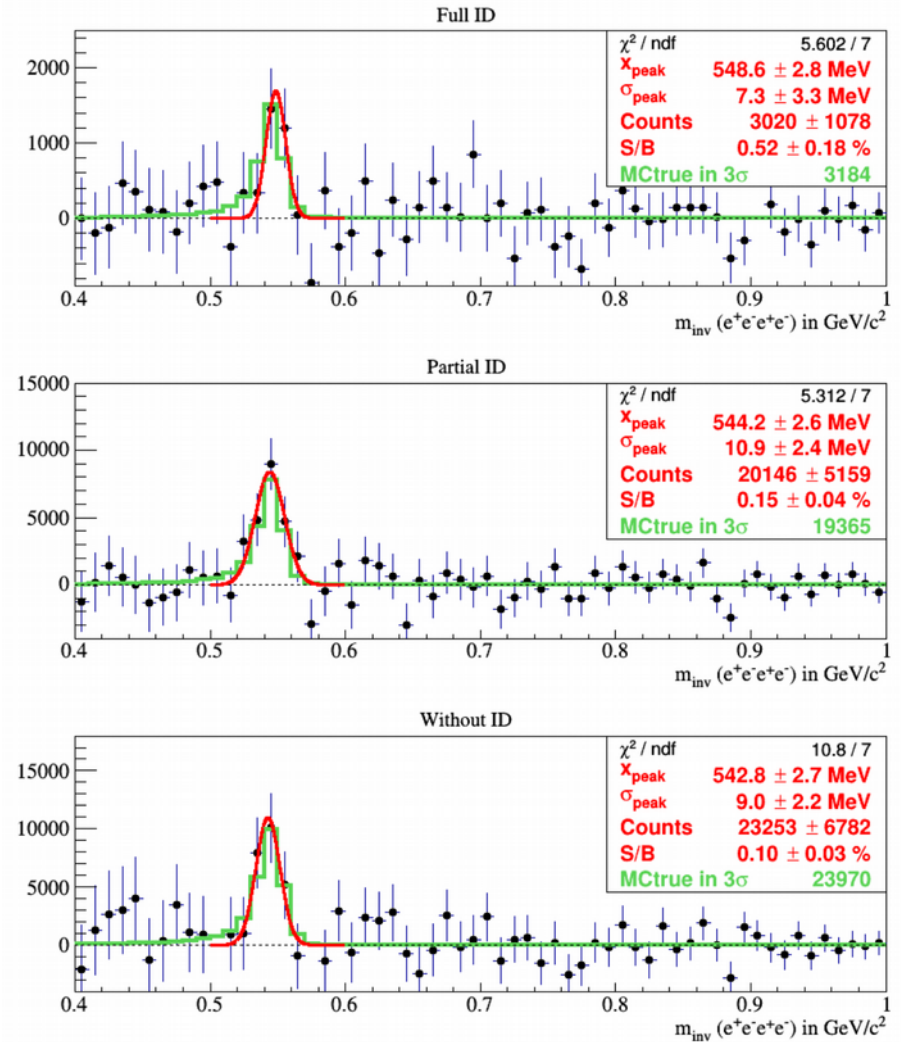 Full ID
2000
1000
0
χ² / ndf 5.602 / 7
x_peak 548.6 ± 2.8 MeV
σ_peak 7.3 ± 3.3 MeV
Counts 3020 ± 1078
S/B 0.52 ± 0.18 %
MCtrue in 3σ 3184
0.4 0.5 0.6 0.7 0.8 0.9 1
m_inv (e⁺e⁻e⁺e⁻) in GeV/c²
Partial ID
15000
10000
5000
0
χ² / ndf 5.312 / 7
x_peak 544.2 ± 2.6 MeV
σ_peak 10.9 ± 2.4 MeV
Counts 20146 ± 5159
S/B 0.15 ± 0.04 %
MCtrue in 3σ 19365
0.4 0.5 0.6 0.7 0.8 0.9 1
m_inv (e⁺e⁻e⁺e⁻) in GeV/c²
Without ID
15000
10000
5000
0
χ² / ndf 10.8 / 7
x_peak 542.8 ± 2.7 MeV
σ_peak 9.0 ± 2.2 MeV
Counts 23253 ± 6782
S/B 0.10 ± 0.03 %
MCtrue in 3σ 23970
0.4 0.5 0.6 0.7 0.8 0.9 1
m_inv (e⁺e⁻e⁺e⁻) in GeV/c²